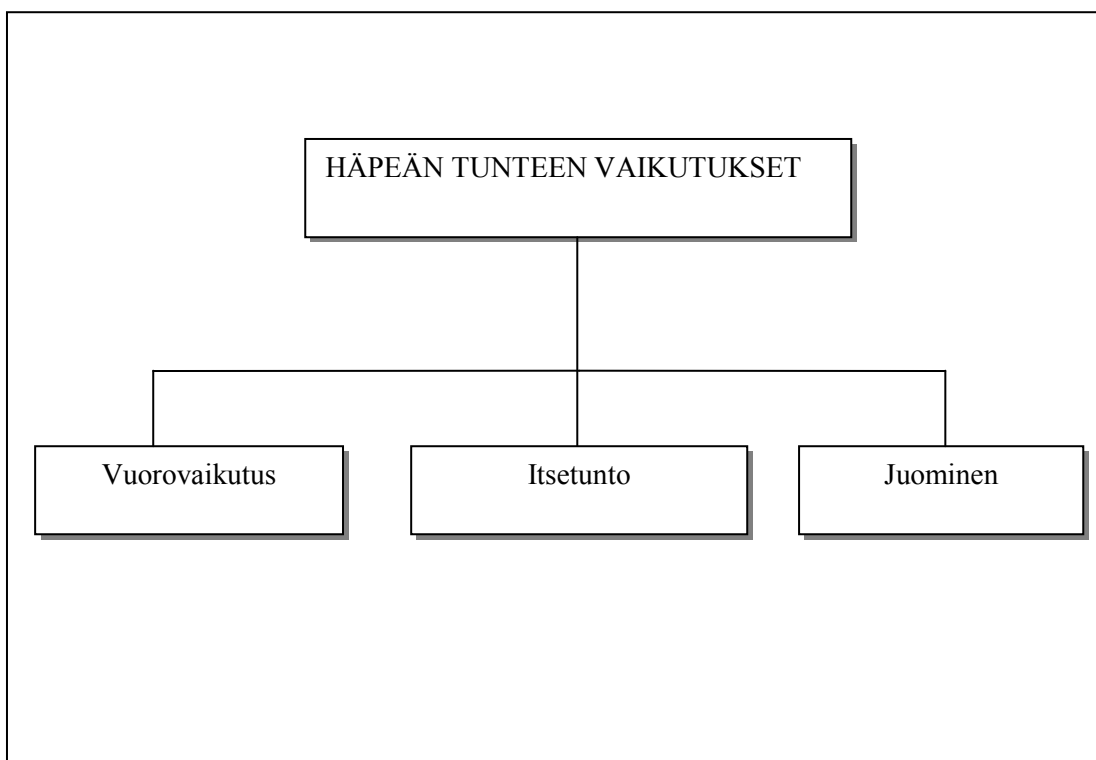 HÄPEÄN TUNTEEN VAIKUTUKSET
Vuorovaikutus
Itsetunto
Juominen